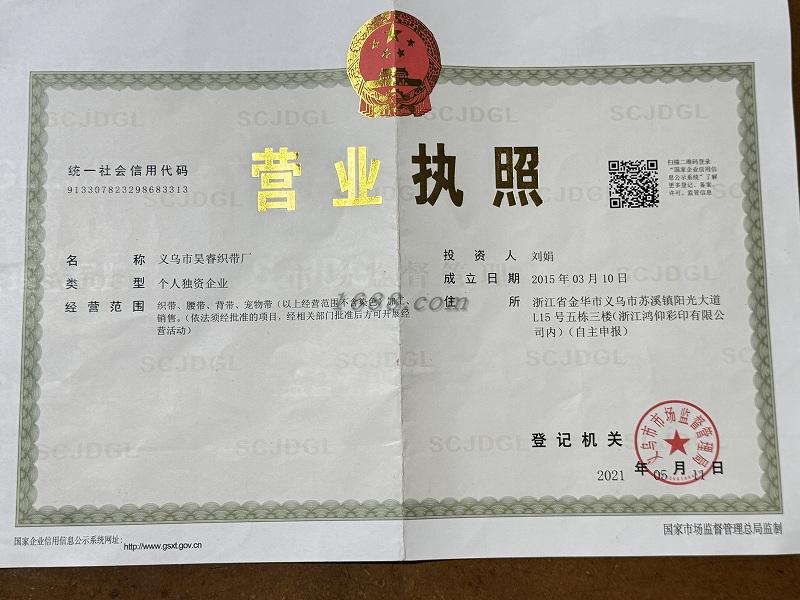 SCJDGL
营业执照
统一社会信用代码
913307823298683313
扫描二维码登录
“国家企业信用信
息公示系统”了解
更多登记、备案、
许可、监管信息
名称 义乌市昊睿织带厂
类型 个人独资企业
经营范围 织带、腰带、背带、宠物带（以上经营范围不含染色）加工、
销售。（依法须经批准的项目，经相关部门批准后方可开展经
营活动）
投资人 刘娟
成立日期 2015年03月10日
住所 浙江省金华市义乌市苏溪镇阳光大道
L15号五栋三楼（浙江鸿仰彩印有限公
司内）（自主申报）
1688.com
登记机关
义乌市市场监督管理局
2021年05月11日
国家企业信用信息公示系统网址：http://www.gsxt.gov.cn
国家市场监督管理总局监制